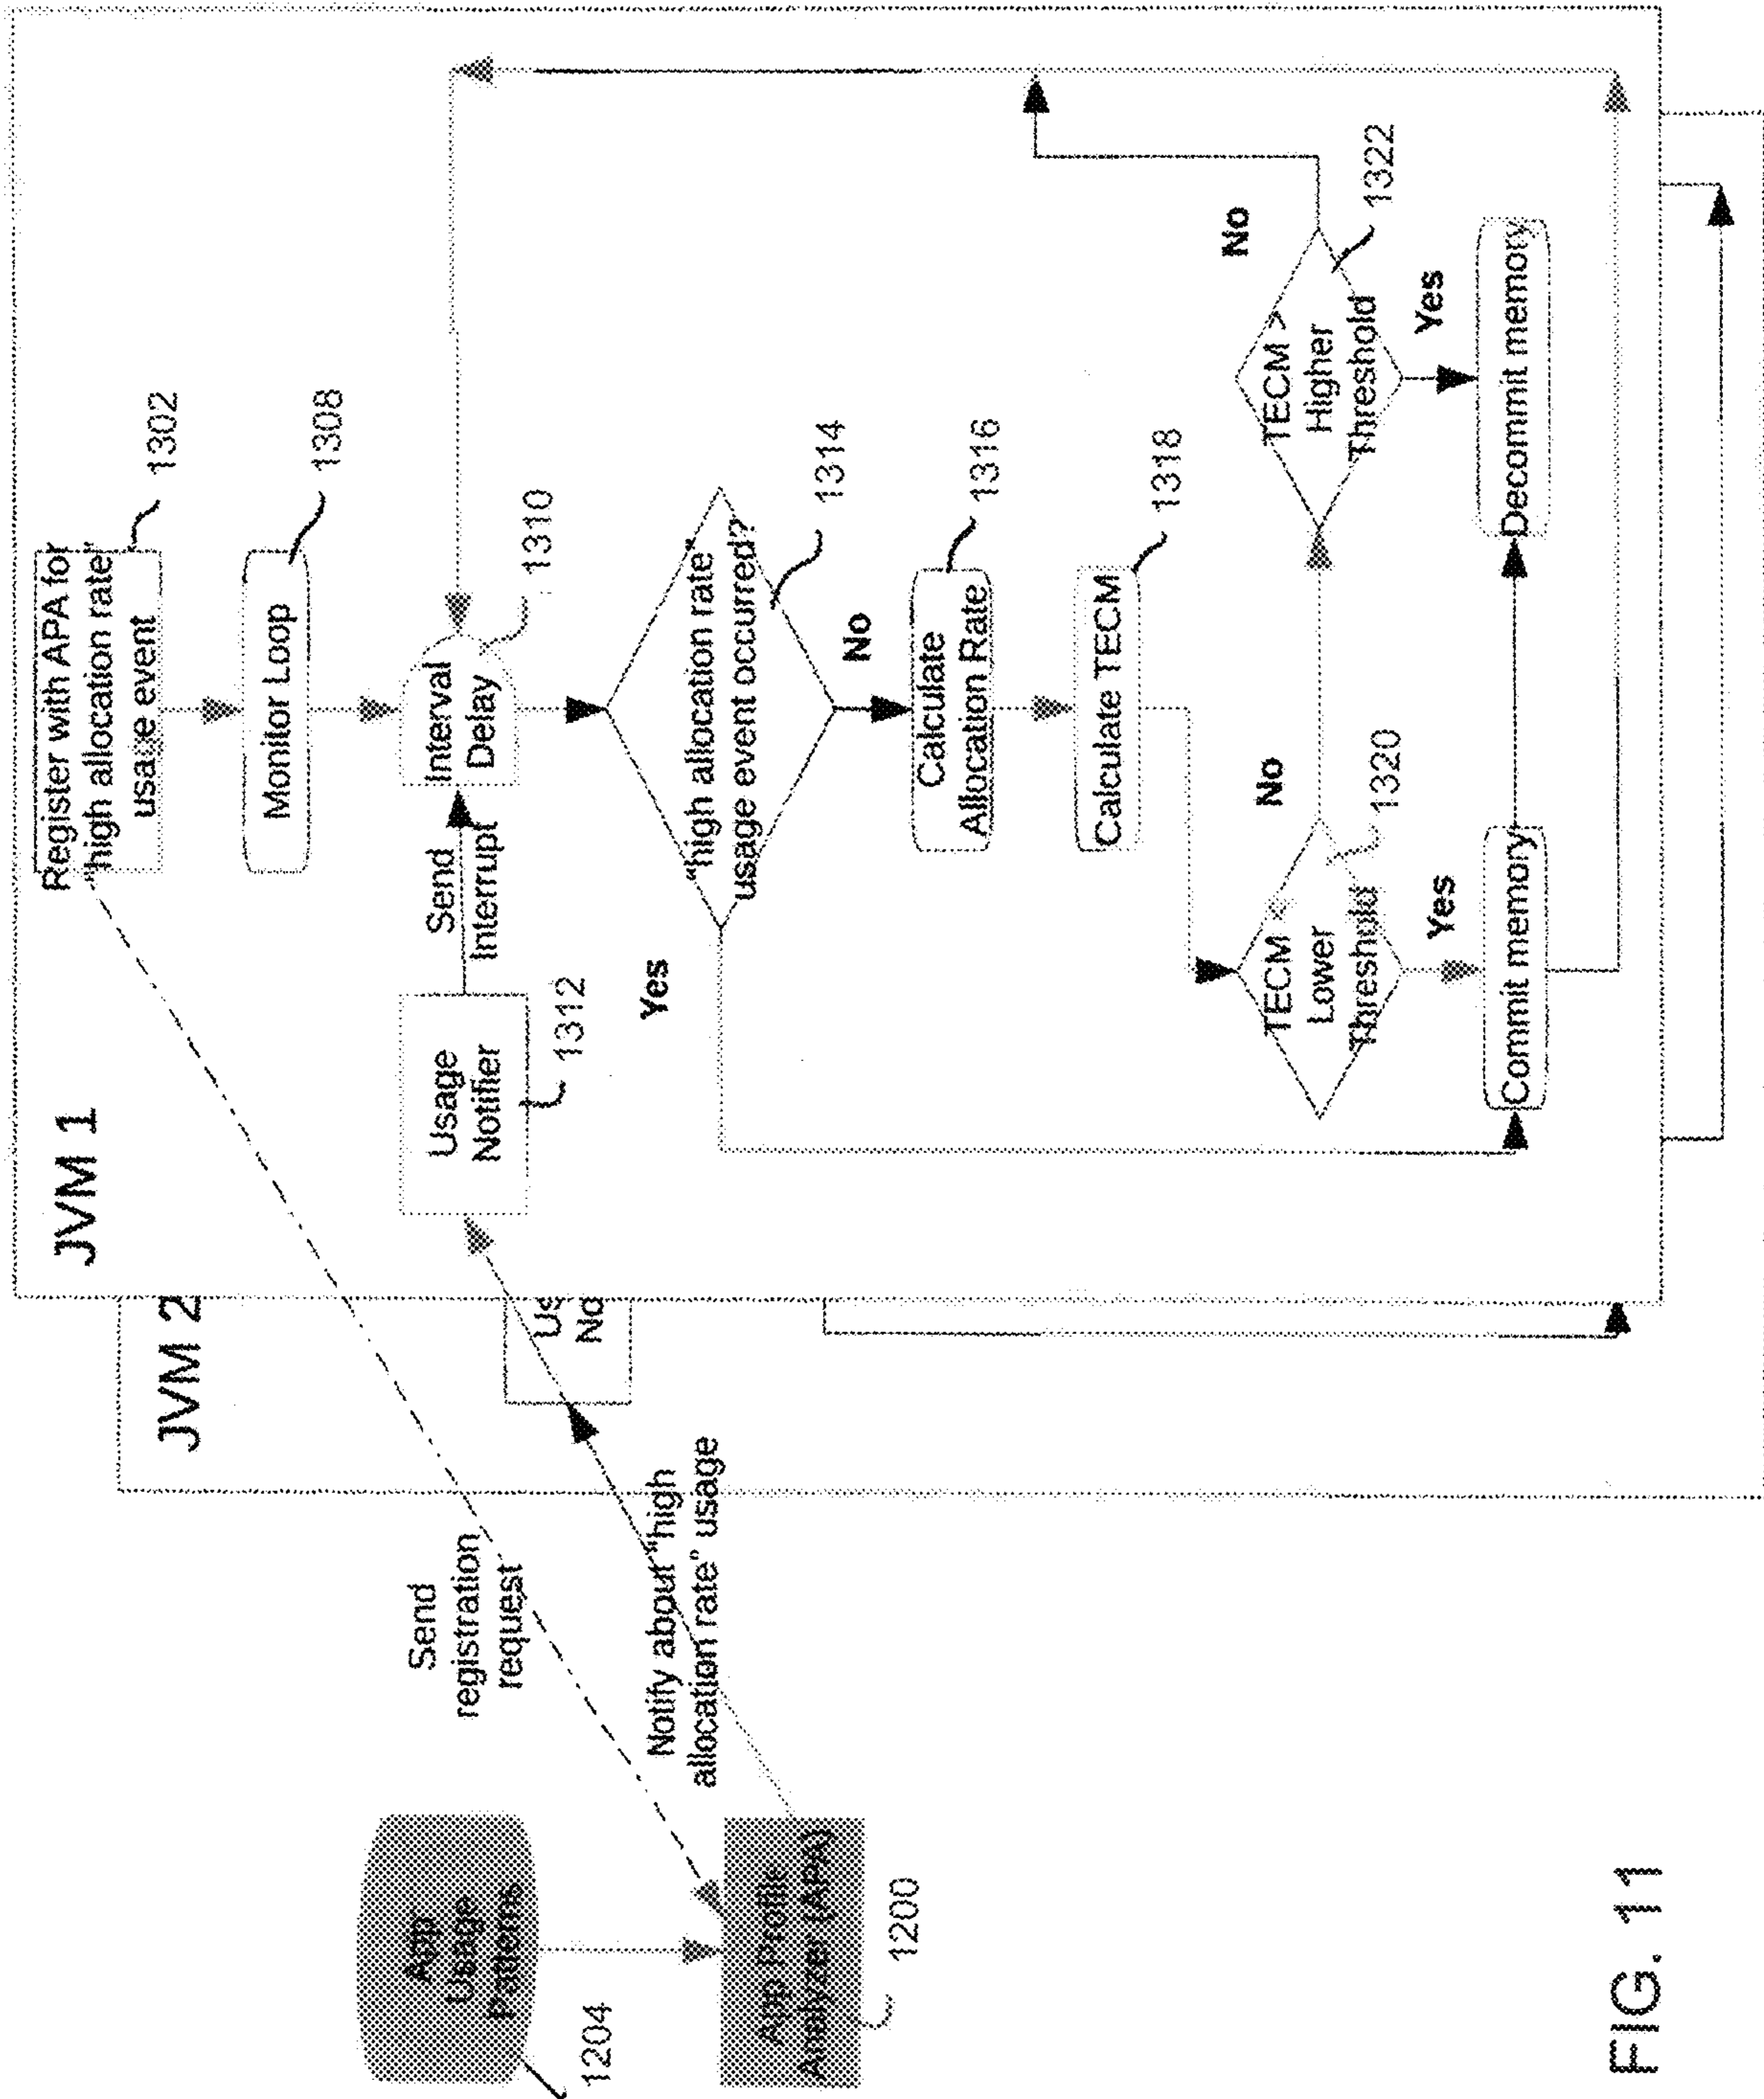 JVM 1
JVM 2
Register with APA for
"high allocation rate"
usage event
1302
Monitor Loop
1308
Interval
Delay
1310
Send
Interrupt
Usage
Notifier
1312
Us
No
"high allocation rate"
usage event occurred?
1314
Yes
No
Calculate
Allocation Rate
1316
Calculate TECM
1318
TECM <
Lower
Threshold
1320
No
Yes
TECM >
Higher
Threshold
1322
No
Yes
Commit memory
Decommit memory
Send
registration
request
Notify about "high
allocation rate" usage
App
Usage
Patterns
1204
App Profile
Analyzer (APA)
1200
FIG. 11